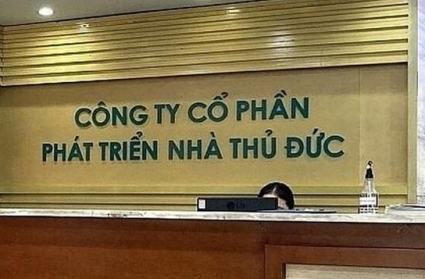 CÔNG TY CỔ PHẦN
PHÁT TRIỂN NHÀ THỦ ĐỨC